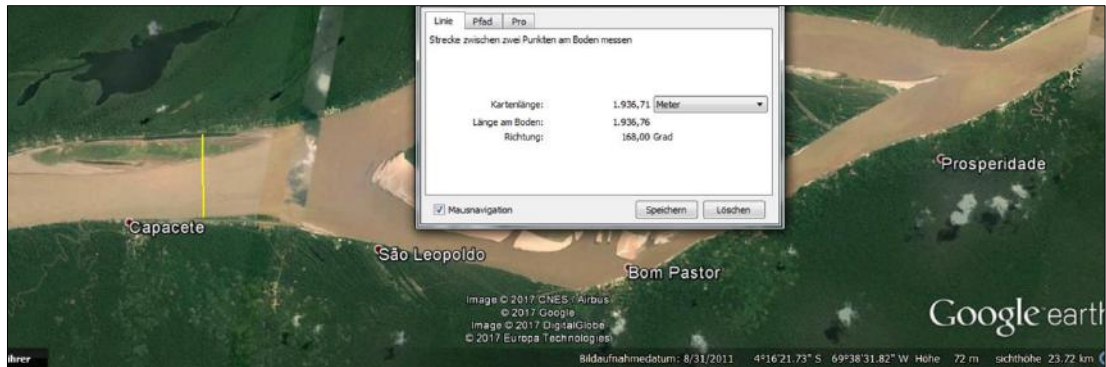 Linie Pfad Pro
Strecke zwischen zwei Punkten am Boden messen
Kartenlänge: 1.936,71 Meter
Länge am Boden: 1.936,76
Richtung: 168,00 Grad
Mausnavigation Speichern Löschen
Prosperidade
Capacete
São Leopoldo
Bom Pastor
Image © 2017 CNES / Airbus
© 2017 Google
Image © 2017 DigitalGlobe
© 2017 Europa Technologies
Google earth
Bildaufnahmedatum: 8/31/2011 4°16'21.73" S 69°38'31.82" W Höhe 72 m sichthöhe 23.72 km